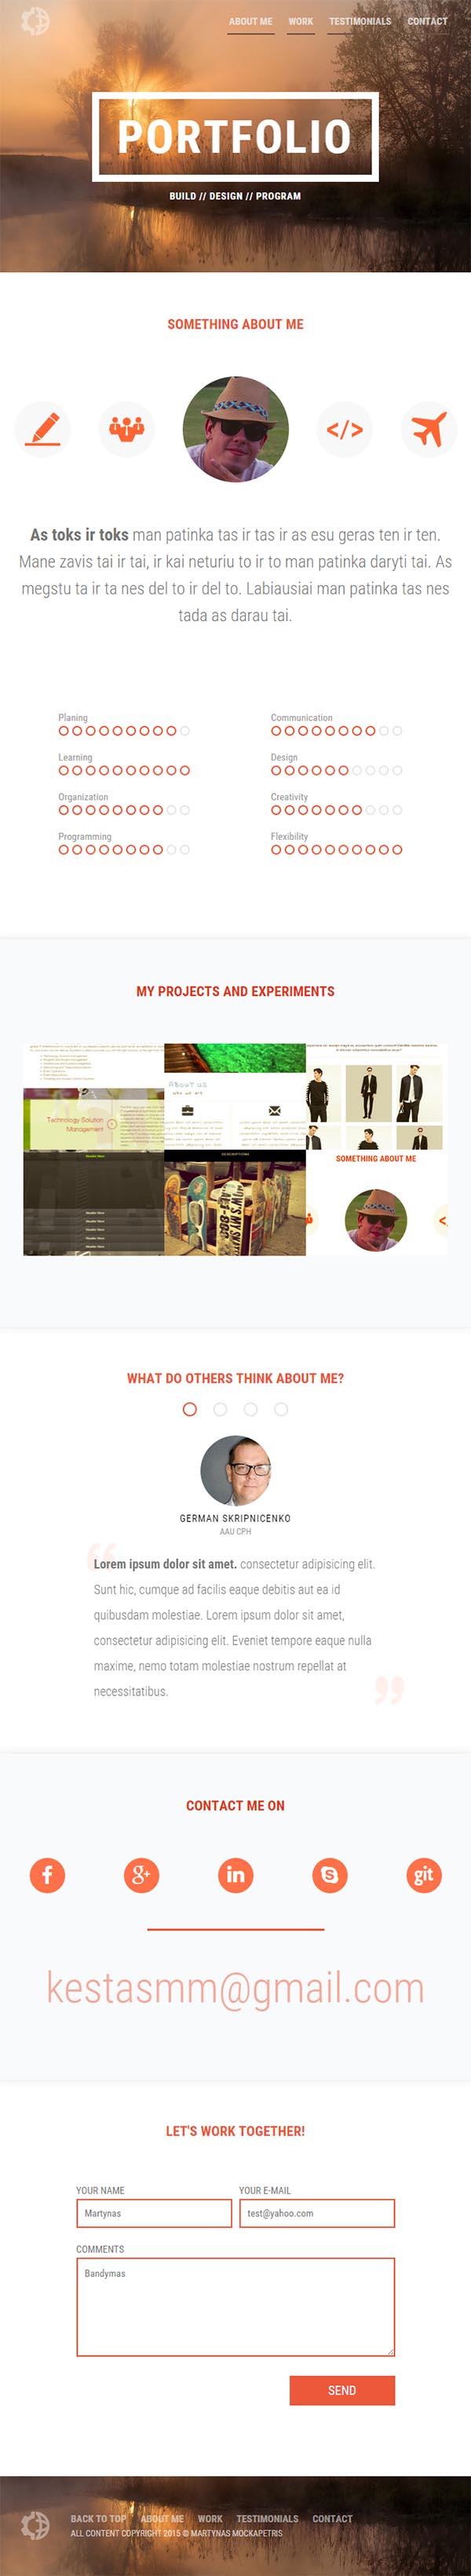 ABOUT ME WORK TESTIMONIALS CONTACT
PORTFOLIO
BUILD // DESIGN // PROGRAM
SOMETHING ABOUT ME
</>
As toks ir toks man patinka tas ir tas ir as esu geras ten ir ten.
Mane zavis tai ir tai, ir kai neturiu to ir to man patinka daryti tai. As
megstu ta ir ta nes del to ir del to. Labiausiai man patinka tas nes
tada as darau tai.
Planing
Communication
Learning
Design
Organization
Creativity
Programming
Flexibility
MY PROJECTS AND EXPERIMENTS
Technology Solution
Management
ABOUT US
who we are
DESCRIPTIONS
SOMETHING ABOUT ME
WHAT DO OTHERS THINK ABOUT ME?
GERMAN SKRIPNICENKO
AAU CPH
“
Lorem ipsum dolor sit amet. consectetur adipisicing elit.
Sunt hic, cumque ad facilis eaque debitis aut ea id
quibusdam molestiae. Lorem ipsum dolor sit amet,
consectetur adipisicing elit. Eveniet tempore eaque nulla
maxime, nemo totam molestiae nostrum repellat at
necessitatibus.
”
CONTACT ME ON
f g+ in S git
kestasmm@gmail.com
LET'S WORK TOGETHER!
YOUR NAME YOUR E-MAIL
Martynas test@yahoo.com
COMMENTS
Bandymas
SEND
BACK TO TOP ABOUT ME WORK TESTIMONIALS CONTACT
ALL CONTENT COPYRIGHT 2015 © MARTYNAS MOCKAPETRIS